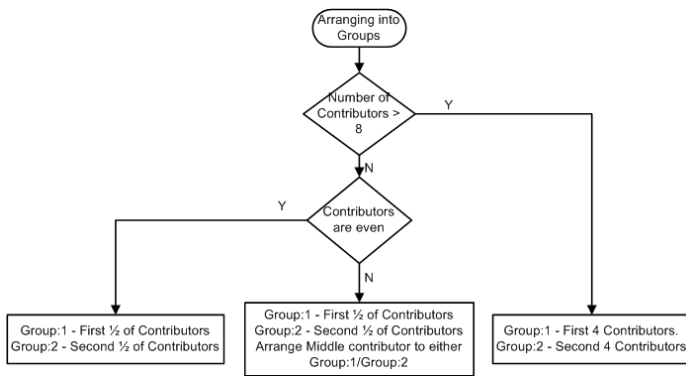 Arranging into
Groups
Number of
Contributors >
8
Y
N
Contributors
are even
Y
N
Group:1 - First ½ of Contributors
Group:2 - Second ½ of Contributors
Group:1 - First ½ of Contributors
Group:2 - Second ½ of Contributors
Arrange Middle contributor to either
Group:1/Group:2
Group:1 - First 4 Contributors.
Group:2 - Second 4 Contributors